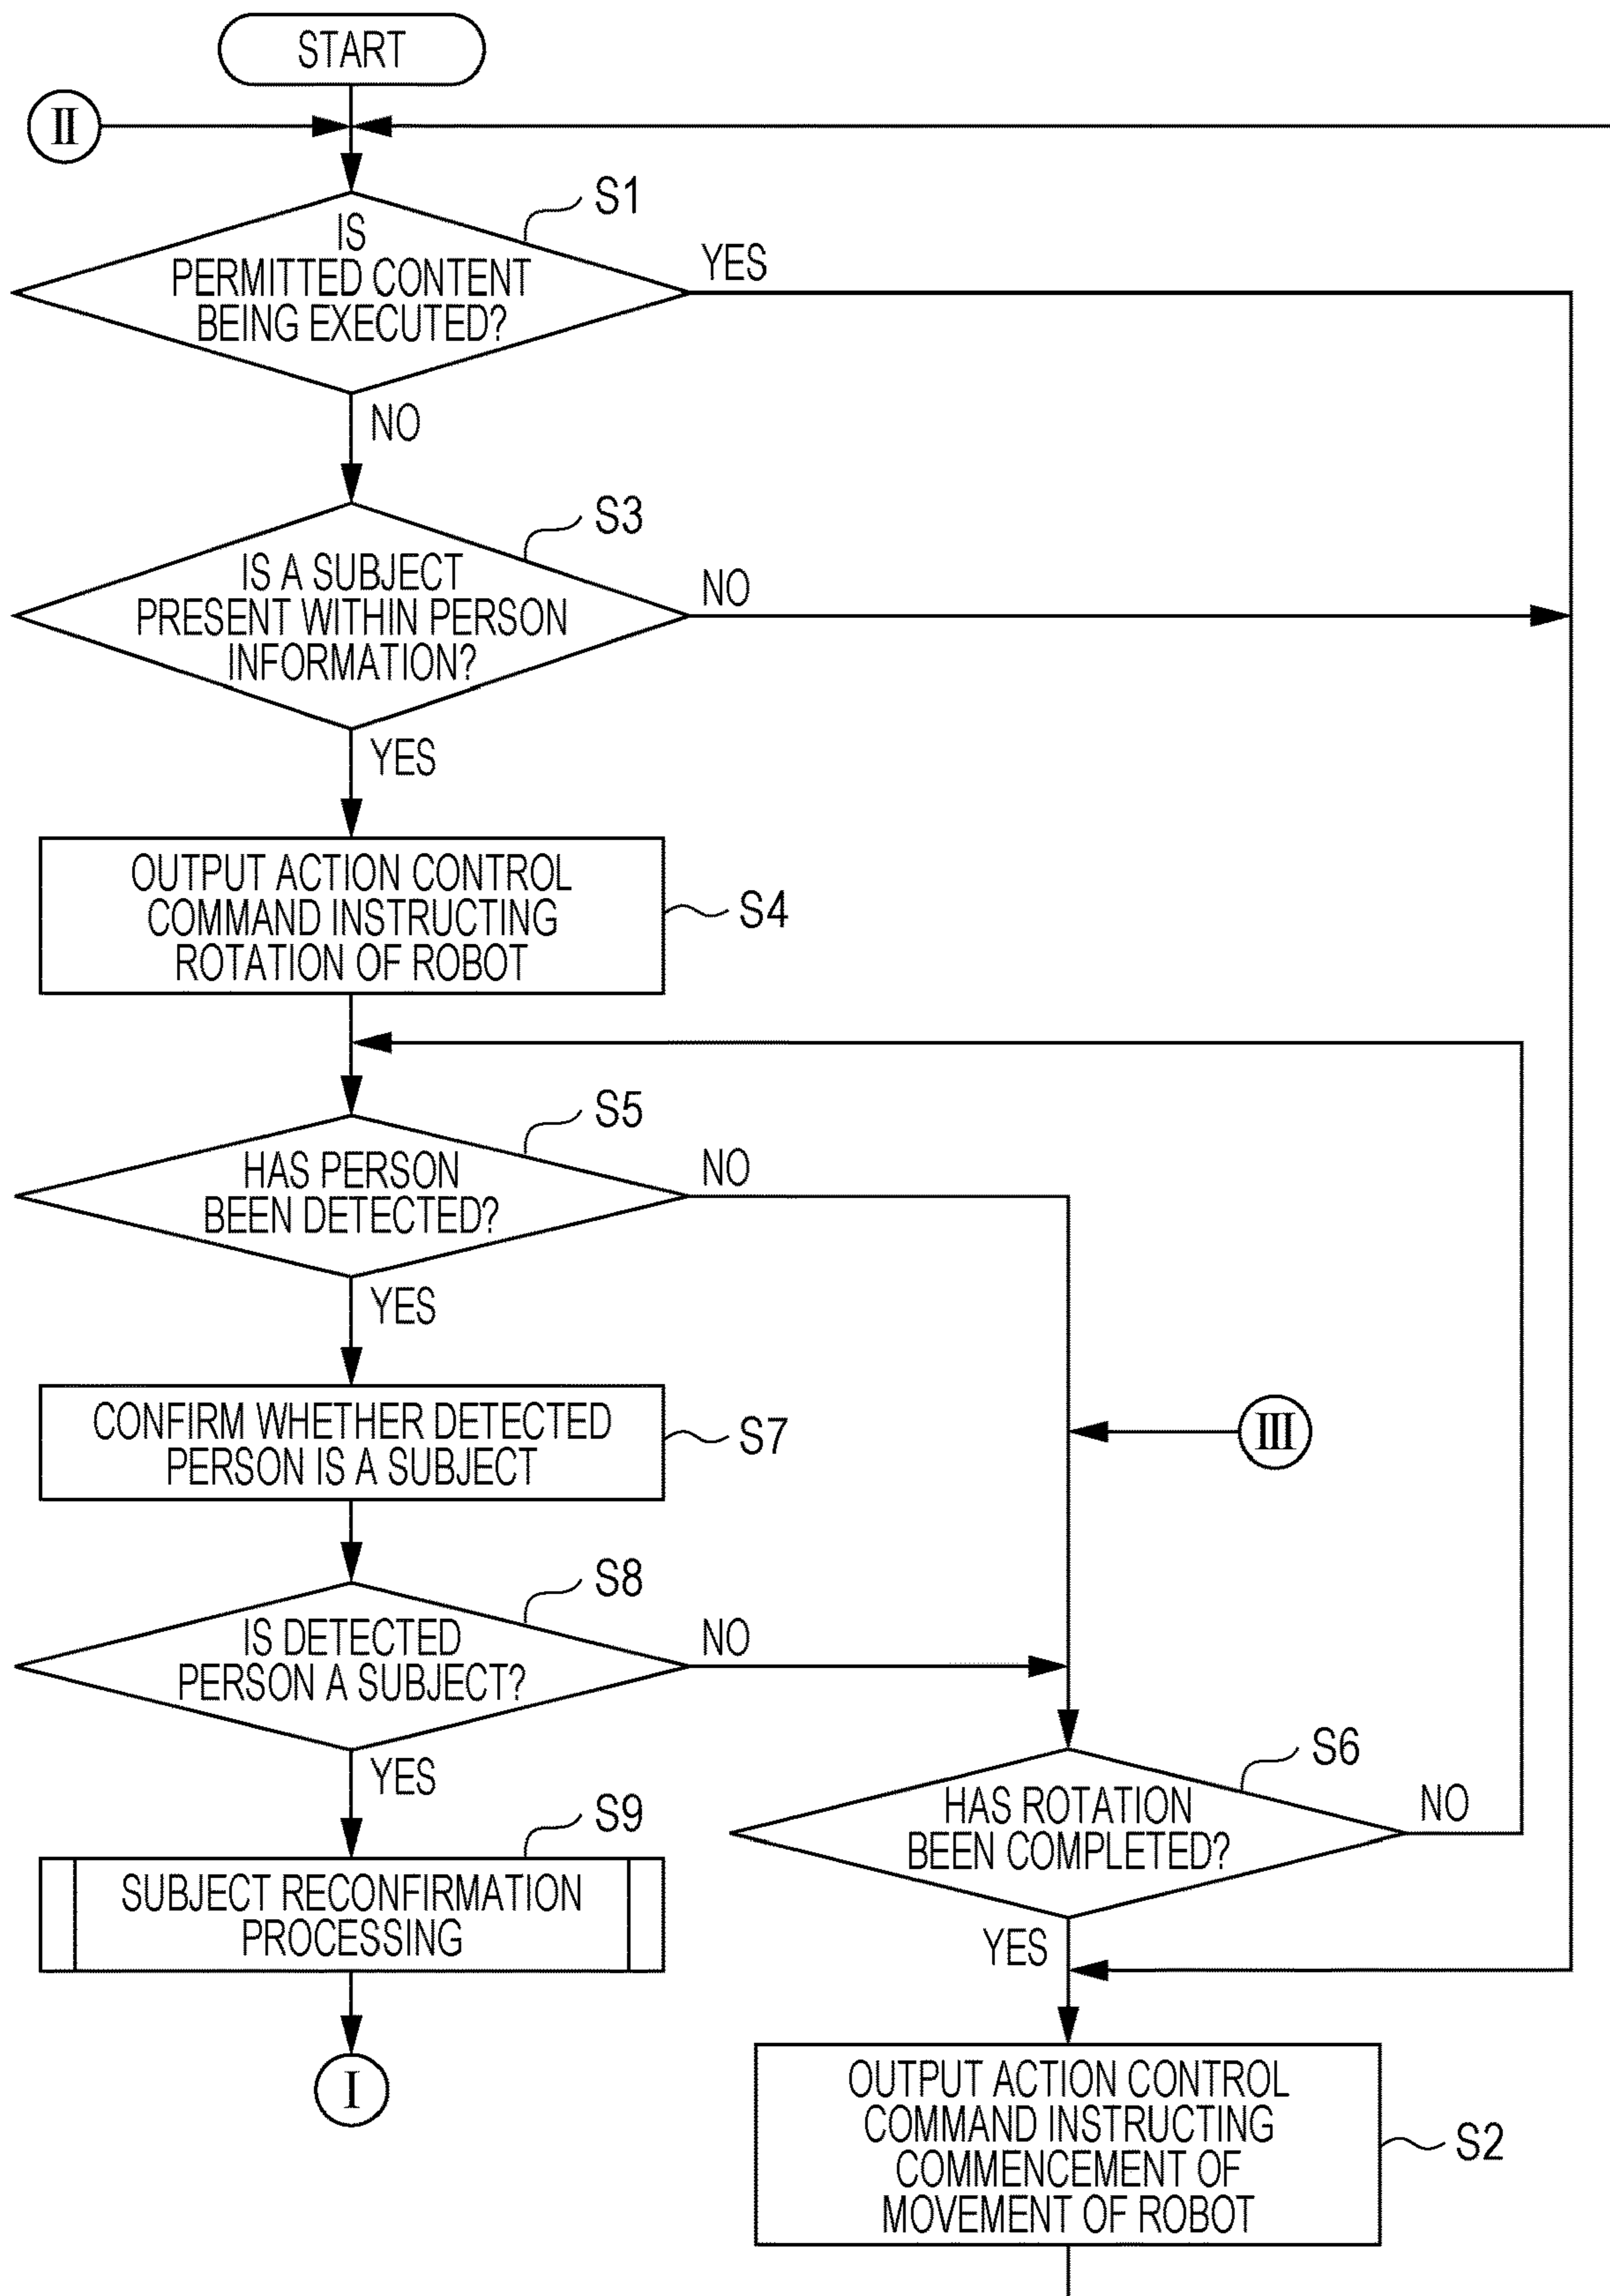 START
II
S1
IS
PERMITTED CONTENT
BEING EXECUTED?
YES
NO
S3
IS A SUBJECT
PRESENT WITHIN PERSON
INFORMATION?
NO
YES
OUTPUT ACTION CONTROL
COMMAND INSTRUCTING
ROTATION OF ROBOT
S4
S5
HAS PERSON
BEEN DETECTED?
NO
YES
CONFIRM WHETHER DETECTED
PERSON IS A SUBJECT
S7
III
S8
IS DETECTED
PERSON A SUBJECT?
NO
YES
S6
HAS ROTATION
BEEN COMPLETED?
NO
YES
S9
SUBJECT RECONFIRMATION
PROCESSING
I
OUTPUT ACTION CONTROL
COMMAND INSTRUCTING
COMMENCEMENT OF
MOVEMENT OF ROBOT
S2